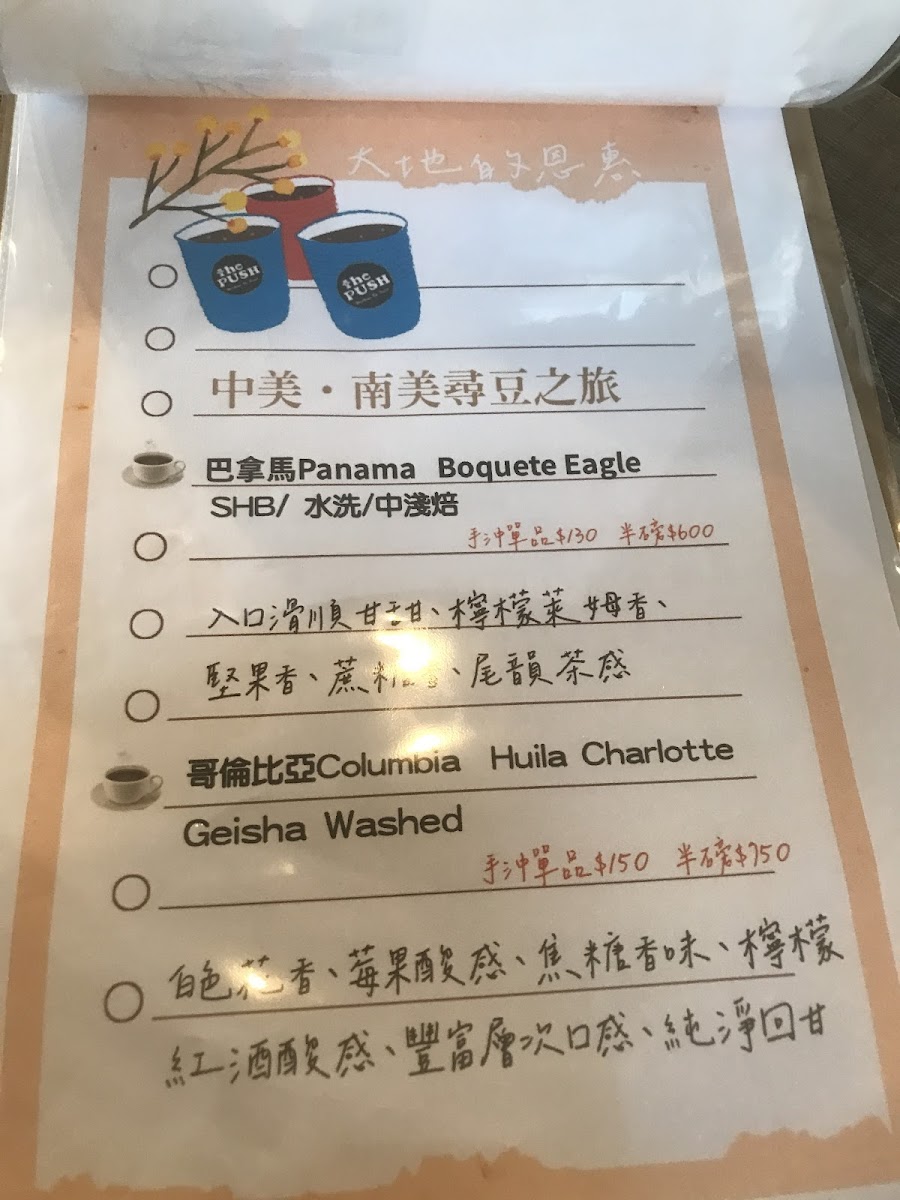 大地的恩惠
the PUSH
the PUSH
中美・南美尋豆之旅
巴拿馬Panama Boquete Eagle
SHB/ 水洗/中淺焙
手沖單品$130 半磅$600
入口滑順甘甜、檸檬萊姆香、
堅果香、蔗糖、尾韻茶感
哥倫比亞Columbia Huila Charlotte
Geisha Washed
手沖單品$150 半磅$750
白色花香、莓果酸感、焦糖香味、檸檬
紅酒酸感、豐富層次口感、純淨回甘